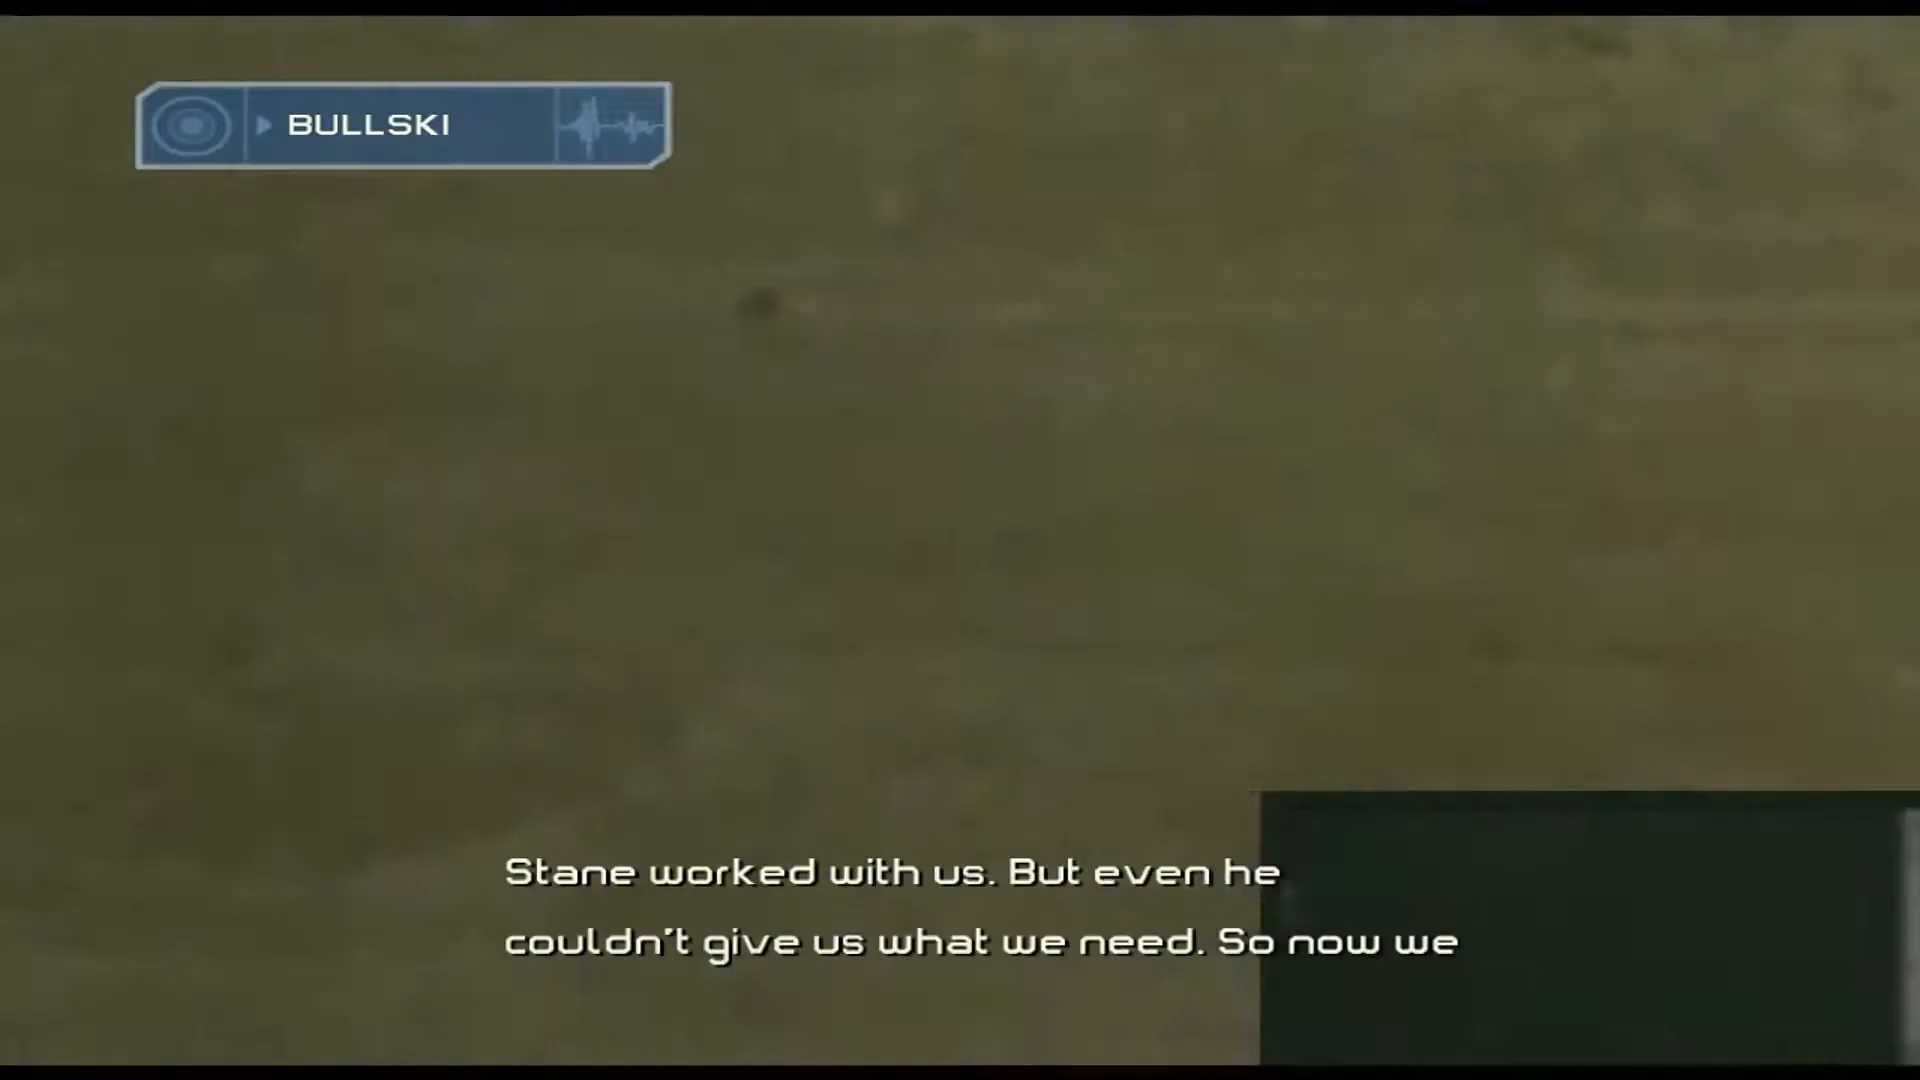 BULLSKI
Stane worked with us. But even he
couldn't give us what we need. So now we